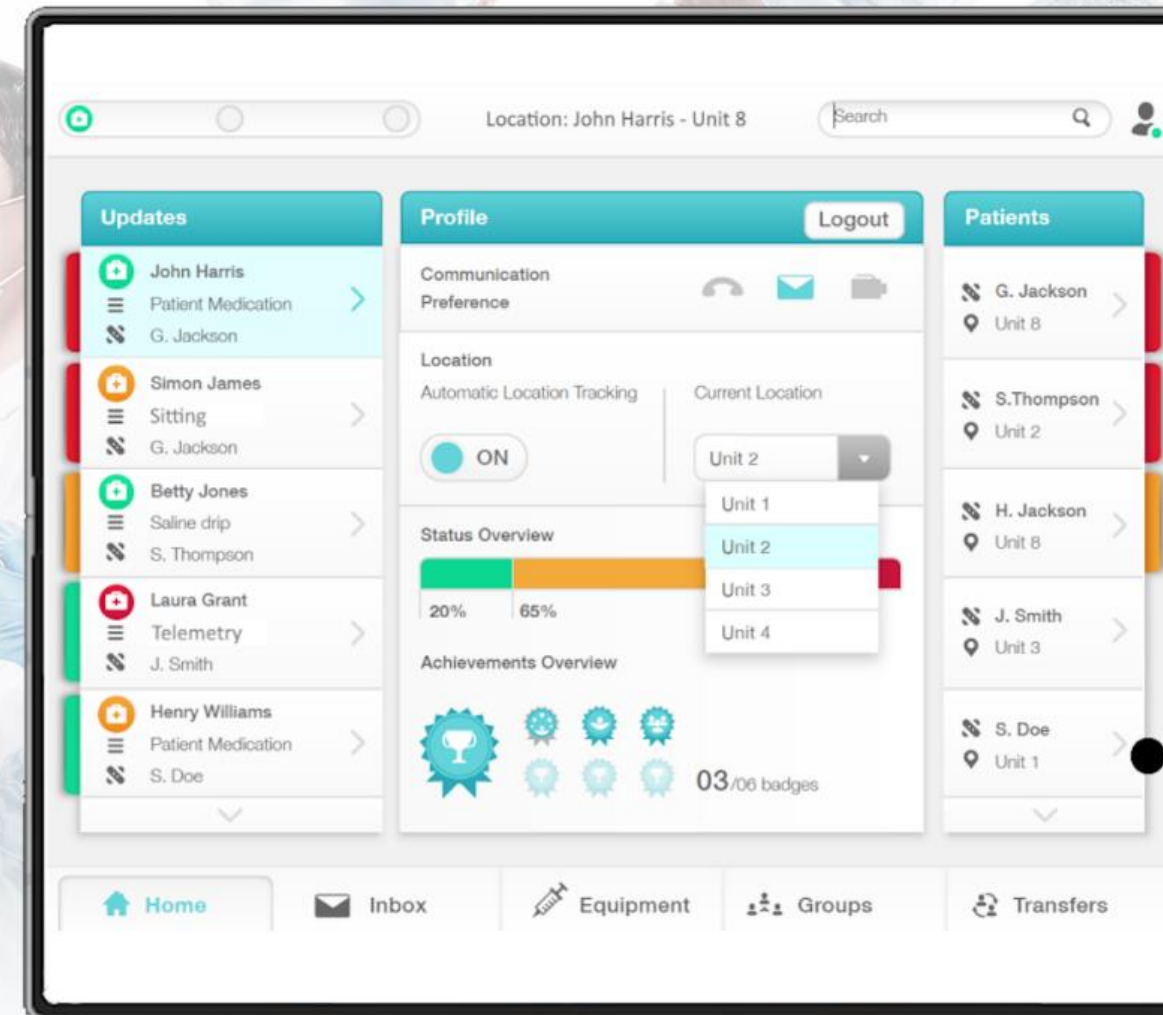 Location: John Harris - Unit 8
Search
Updates
John Harris
Patient Medication
G. Jackson
Simon James
Sitting
G. Jackson
Betty Jones
Saline drip
S. Thompson
Laura Grant
Telemetry
J. Smith
Henry Williams
Patient Medication
S. Doe
Profile
Logout
Communication
Preference
Location
Automatic Location Tracking
ON
Current Location
Unit 2
Unit 1
Unit 2
Unit 3
Unit 4
Status Overview
20% 65%
Achievements Overview
03/06 badges
Patients
G. Jackson
Unit 8
S.Thompson
Unit 2
H. Jackson
Unit 8
J. Smith
Unit 3
S. Doe
Unit 1
Home
Inbox
Equipment
Groups
Transfers